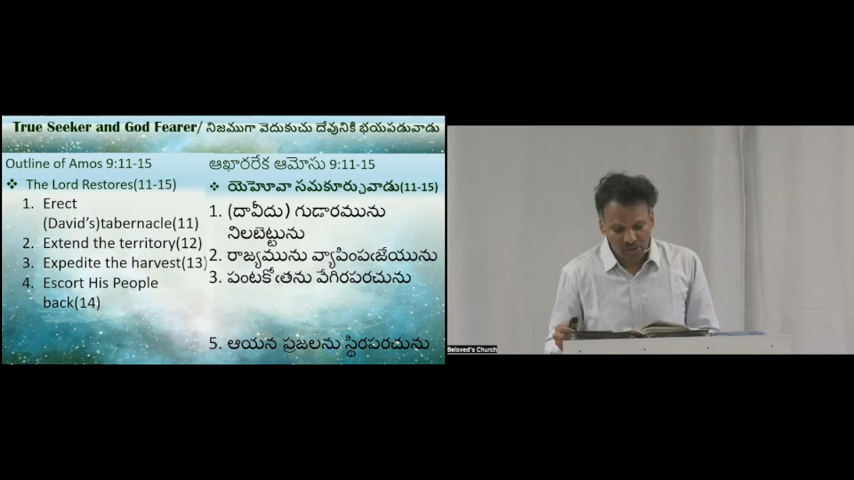 True Seeker and God Fearer/ నిజముగా వెదుకుచు దేవునికి భయపడువాడు
Outline of Amos 9:11-15
❖ The Lord Restores(11-15)
1. Erect
(David's)tabernacle(11)
2. Extend the territory(12)
3. Expedite the harvest(13)
4. Escort His People
back(14)
ఆఖారరేక ఆమోసు 9:11-15
❖ యెహోవా సమకూర్చువాడు(11-15)
1. (దావీదు) గుడారమును
నిలబెట్టును
2. రాజ్యమును వ్యాపింపఁజేయును
3. పంటకోఁతను వేగిరపరచును
5. ఆయన ప్రజలను స్థిరపరచును
Beloved's Church